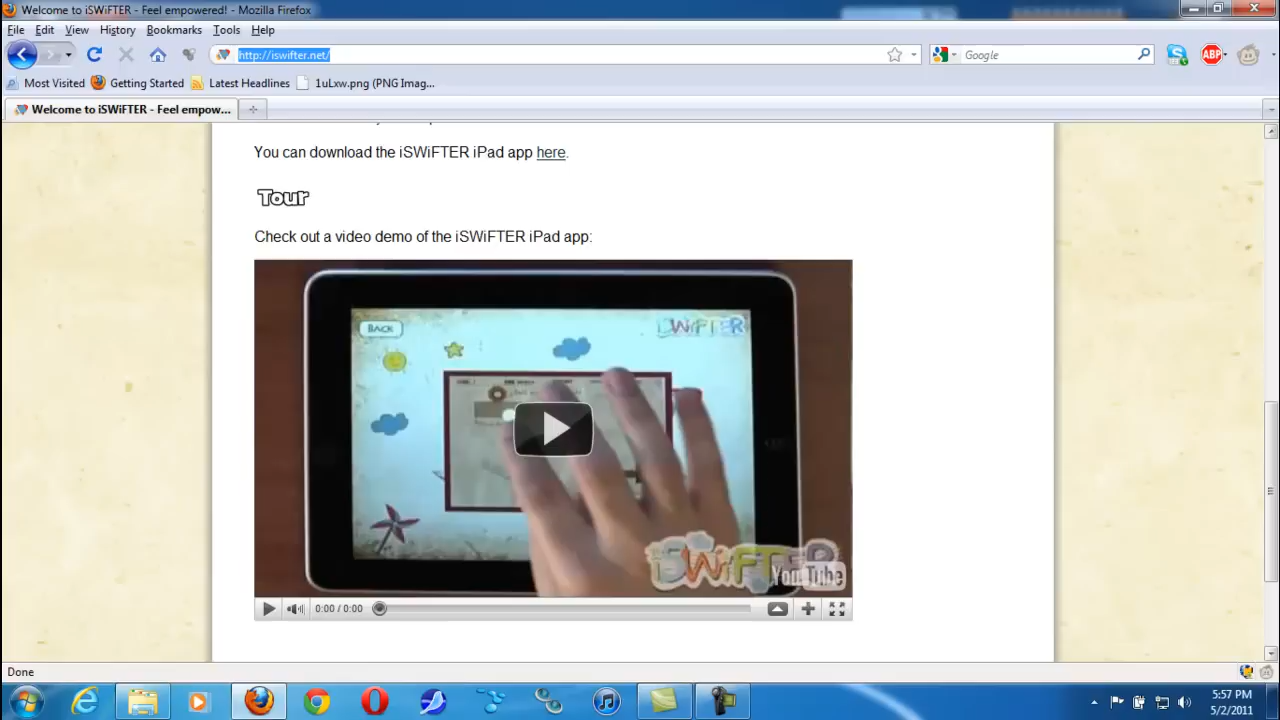 Welcome to iSWiFTER - Feel empowered! - Mozilla Firefox
File Edit View History Bookmarks Tools Help
http://iswifter.net/
Google
ABP
Most Visited Getting Started Latest Headlines 1uLxw.png (PNG Imag...
Welcome to iSWiFTER - Feel empow...
You can download the iSWiFTER iPad app here.
Tour
Check out a video demo of the iSWiFTER iPad app:
BACK
iSWiFTER
iSWiFTER
YouTube
0:00 / 0:00
Done
5:57 PM
5/2/2011